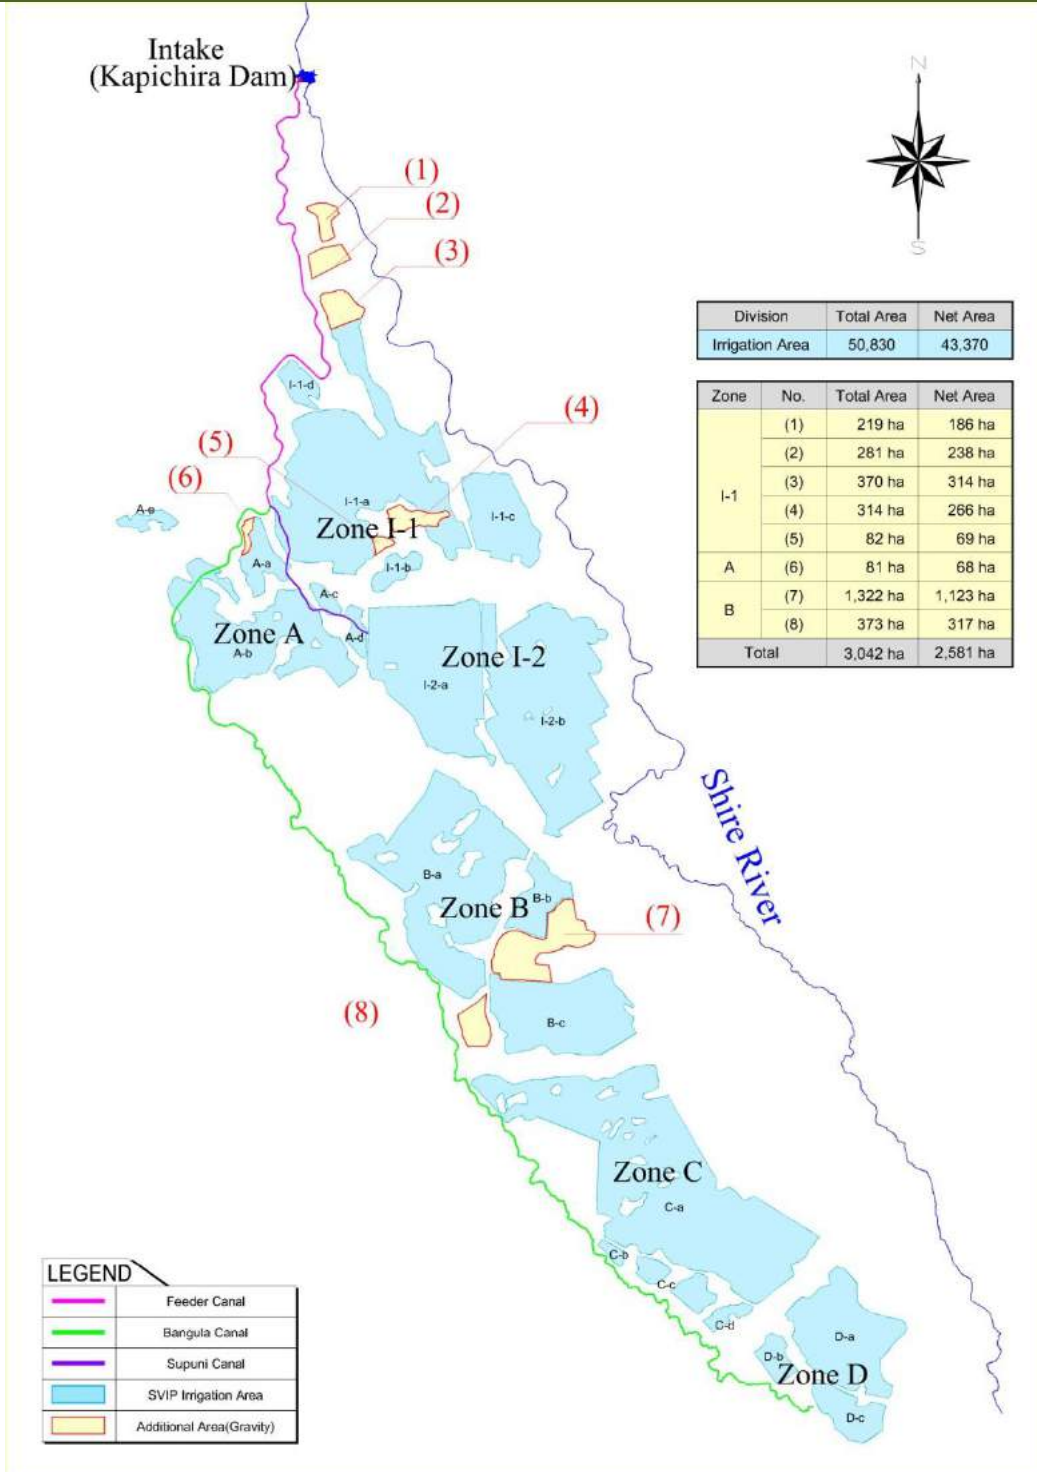 Intake
(Kapichira Dam)
N
S
(1)
(2)
(3)
(4)
(5)
(6)
(7)
(8)
Division Total Area Net Area
Irrigation Area 50,830 43,370
Zone No. Total Area Net Area
I-1
(1) 219 ha 186 ha
(2) 281 ha 238 ha
(3) 370 ha 314 ha
(4) 314 ha 266 ha
(5) 82 ha 69 ha
A (6) 81 ha 68 ha
B
(7) 1,322 ha 1,123 ha
(8) 373 ha 317 ha
Total 3,042 ha 2,581 ha
I-1-d
I-1-a
Zone I-1
I-1-c
I-1-b
A-e
A-a
A-c
Zone A
A-d
A-b
Zone I-2
I-2-a
I-2-b
Shire River
B-a
B-b
Zone B
B-c
Zone C
C-a
C-b
C-c
C-d
D-a
D-b
Zone D
D-c
LEGEND
Feeder Canal
Bangula Canal
Supuni Canal
SVIP Irrigation Area
Additional Area(Gravity)